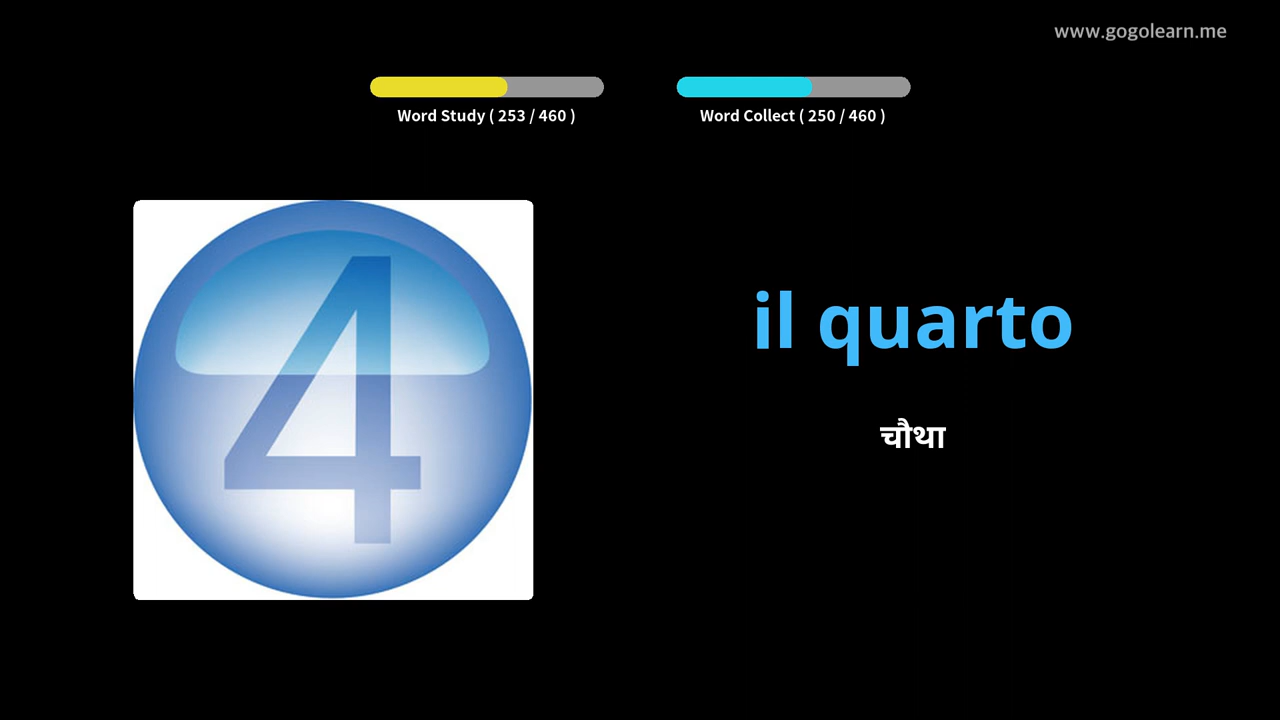 www.gogolearn.me
Word Study ( 253 / 460 )
Word Collect ( 250 / 460 )
4
il quarto
चौथा